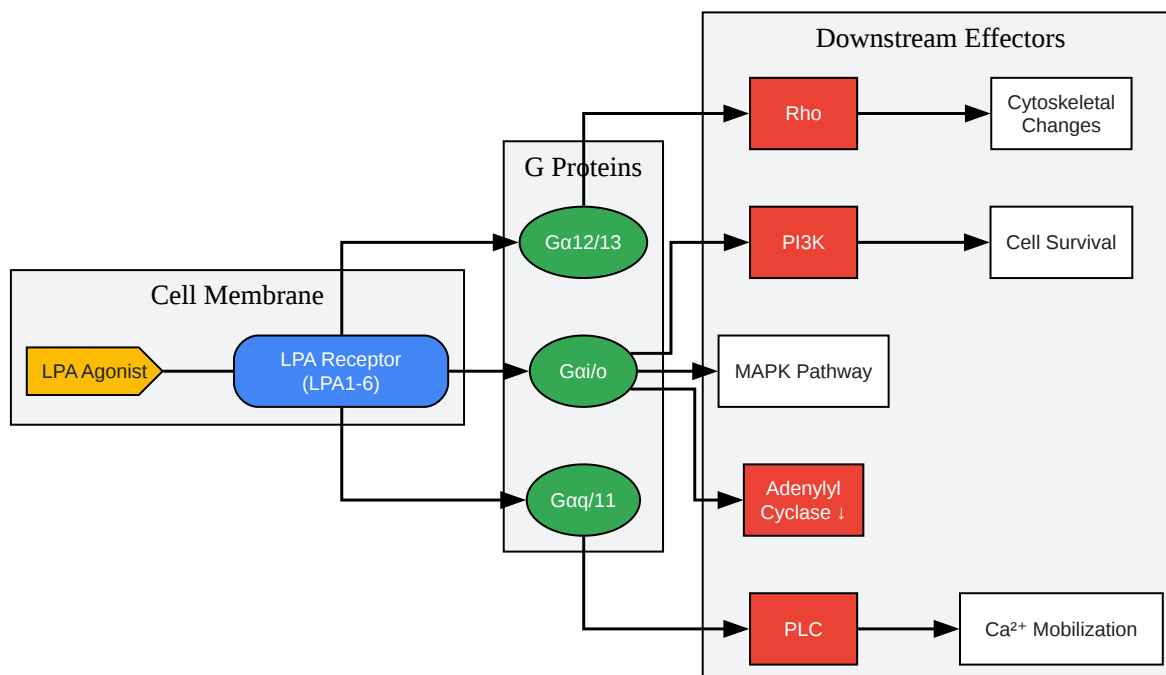 Downstream Effectors
Rho
Cytoskeletal
Changes
G Proteins
Gα12/13
PI3K
Cell Survival
Cell Membrane
LPA Agonist
LPA Receptor
(LPA1-6)
Gαi/o
MAPK Pathway
Gαq/11
Adenylyl
Cyclase ↓
PLC
Ca²⁺ Mobilization